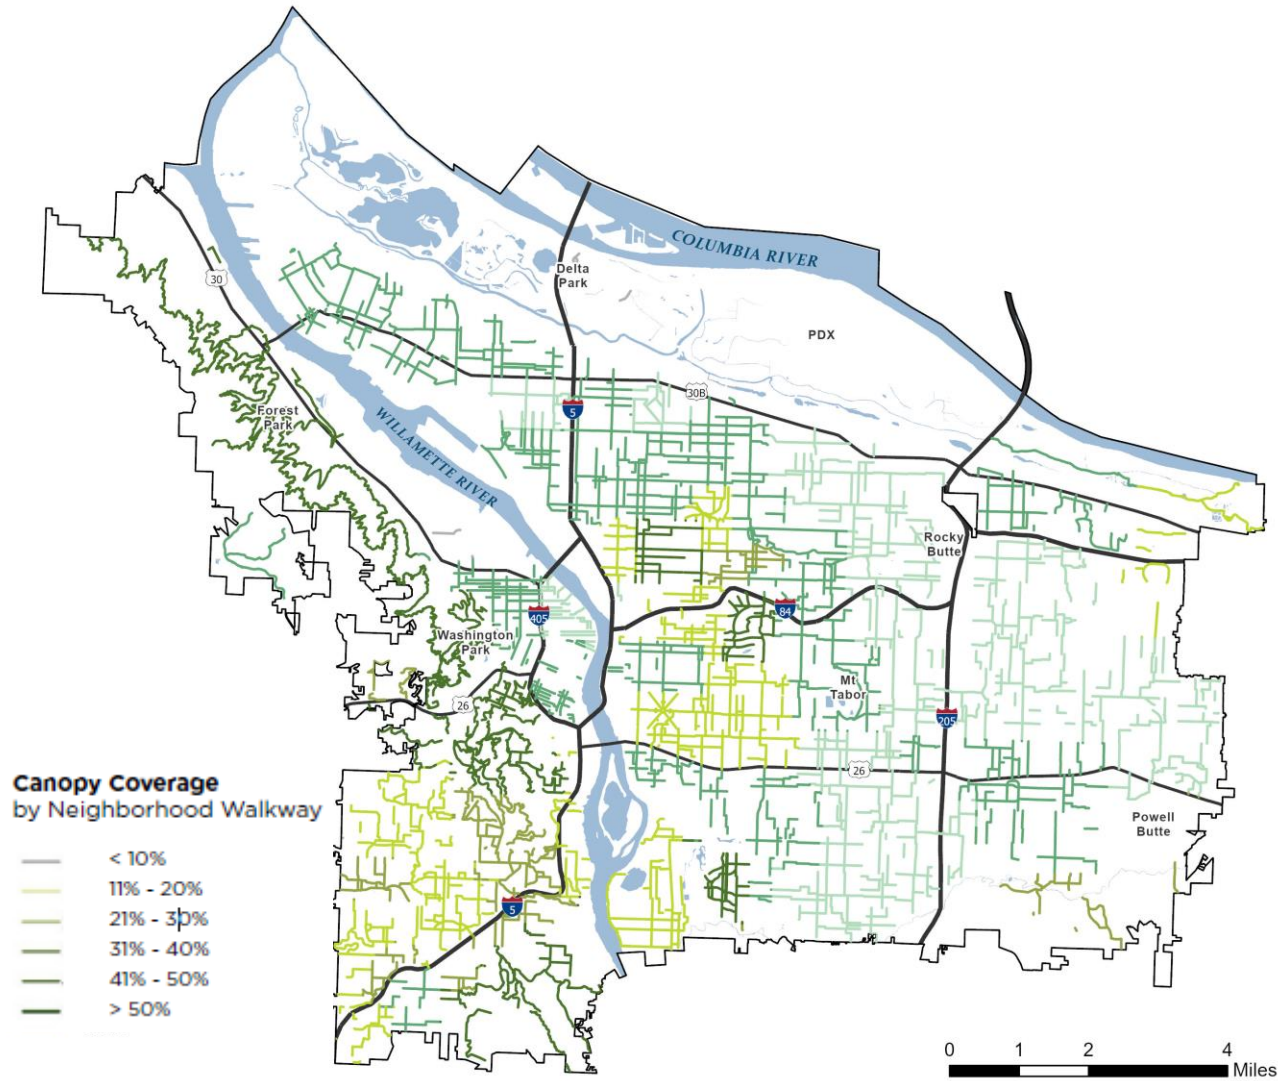 COLUMBIA RIVER
Delta
Park
30
PDX
30B
5
Forest
Park
WILLAMETTE RIVER
Rocky
Butte
84
405
Washington
Park
Mt
Tabor
26
205
26
Canopy Coverage
by Neighborhood Walkway
< 10%
11% - 20%
21% - 30%
31% - 40%
41% - 50%
> 50%
Powell
Butte
5
0 1 2 4
Miles